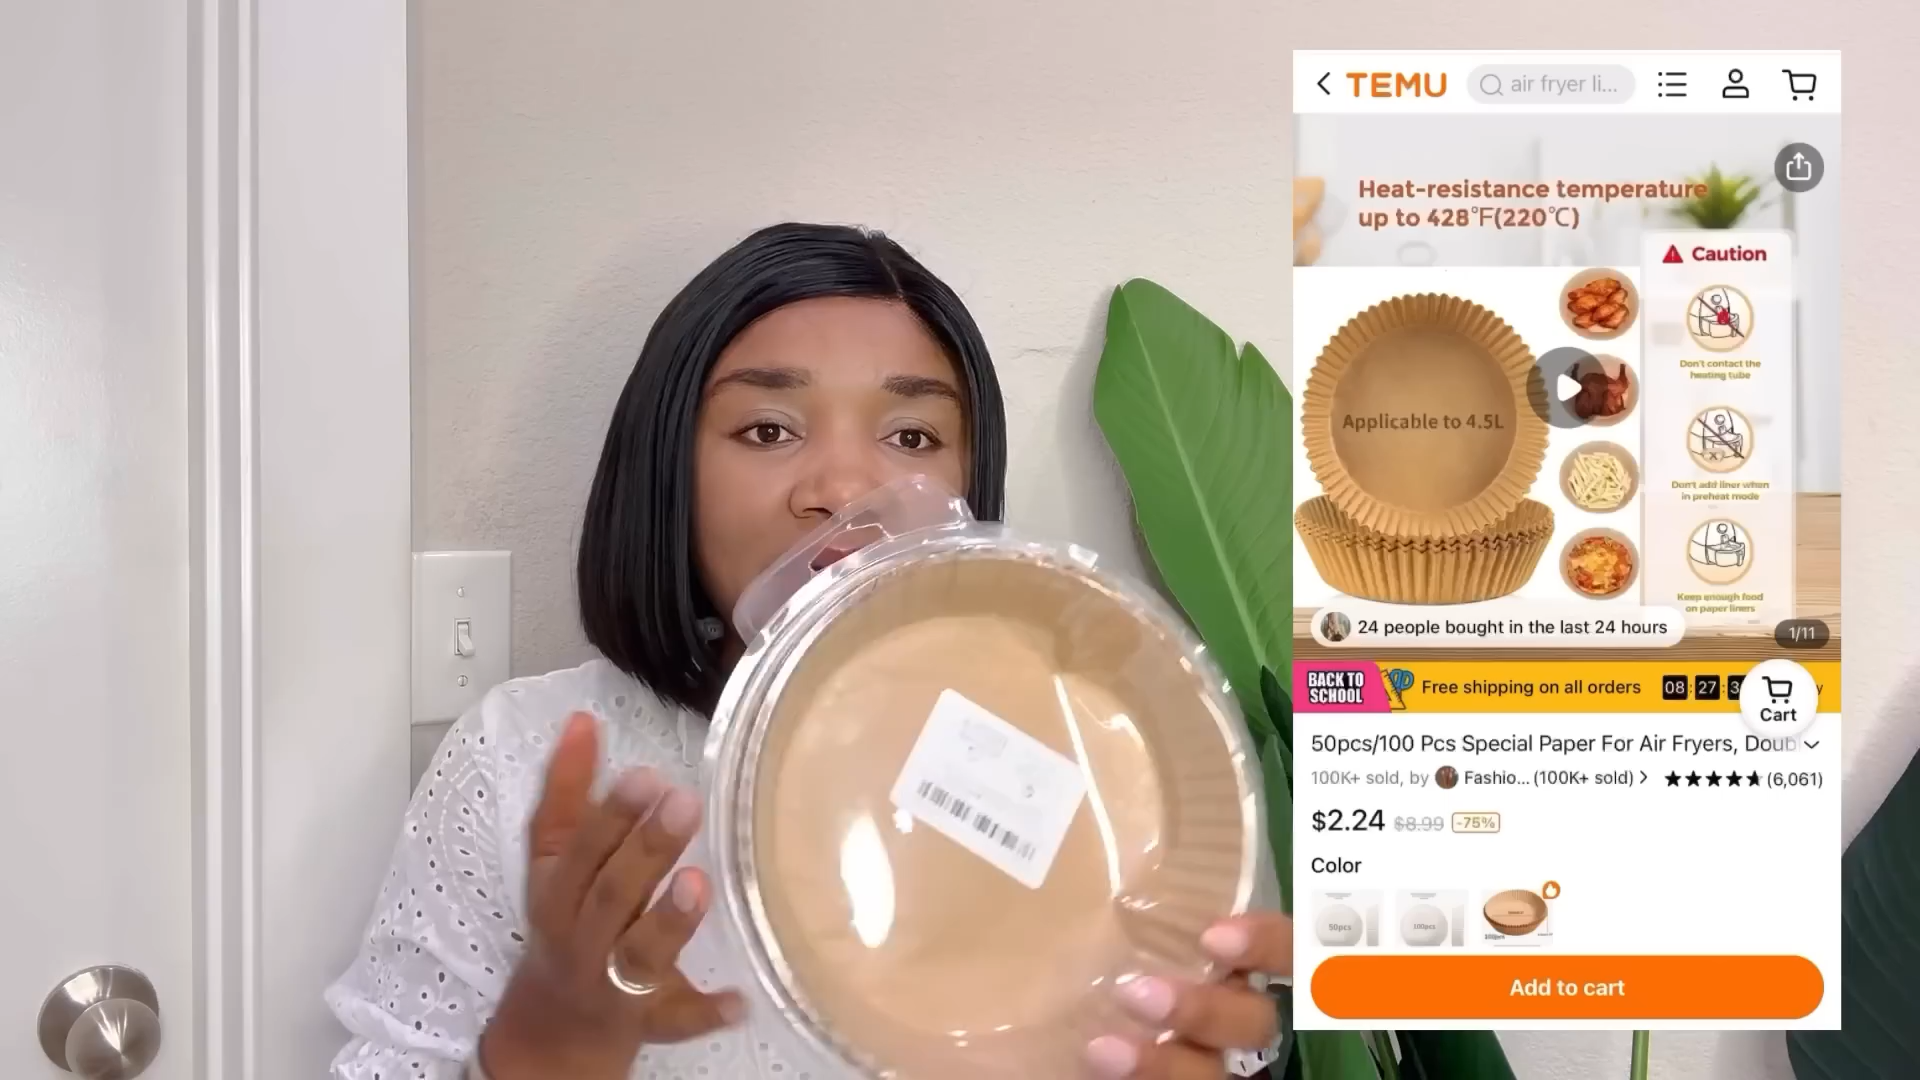 TEMU
air fryer li...
Heat-resistance temperature
up to 428°F(220℃)
Caution
Don't contact the
heating tube
Applicable to 4.5L
Don't add liner when
in preheat mode
Keep enough food
on paper liners
24 people bought in the last 24 hours
1/11
BACK TO
SCHOOL
Free shipping on all orders
08:27:3
Cart
50pcs/100 Pcs Special Paper For Air Fryers, Doub
100K+ sold, by Fashio... (100K+ sold)
(6,061)
$2.24 $8.99 -75%
Color
50pcs
100pcs
100pcs
Add to cart